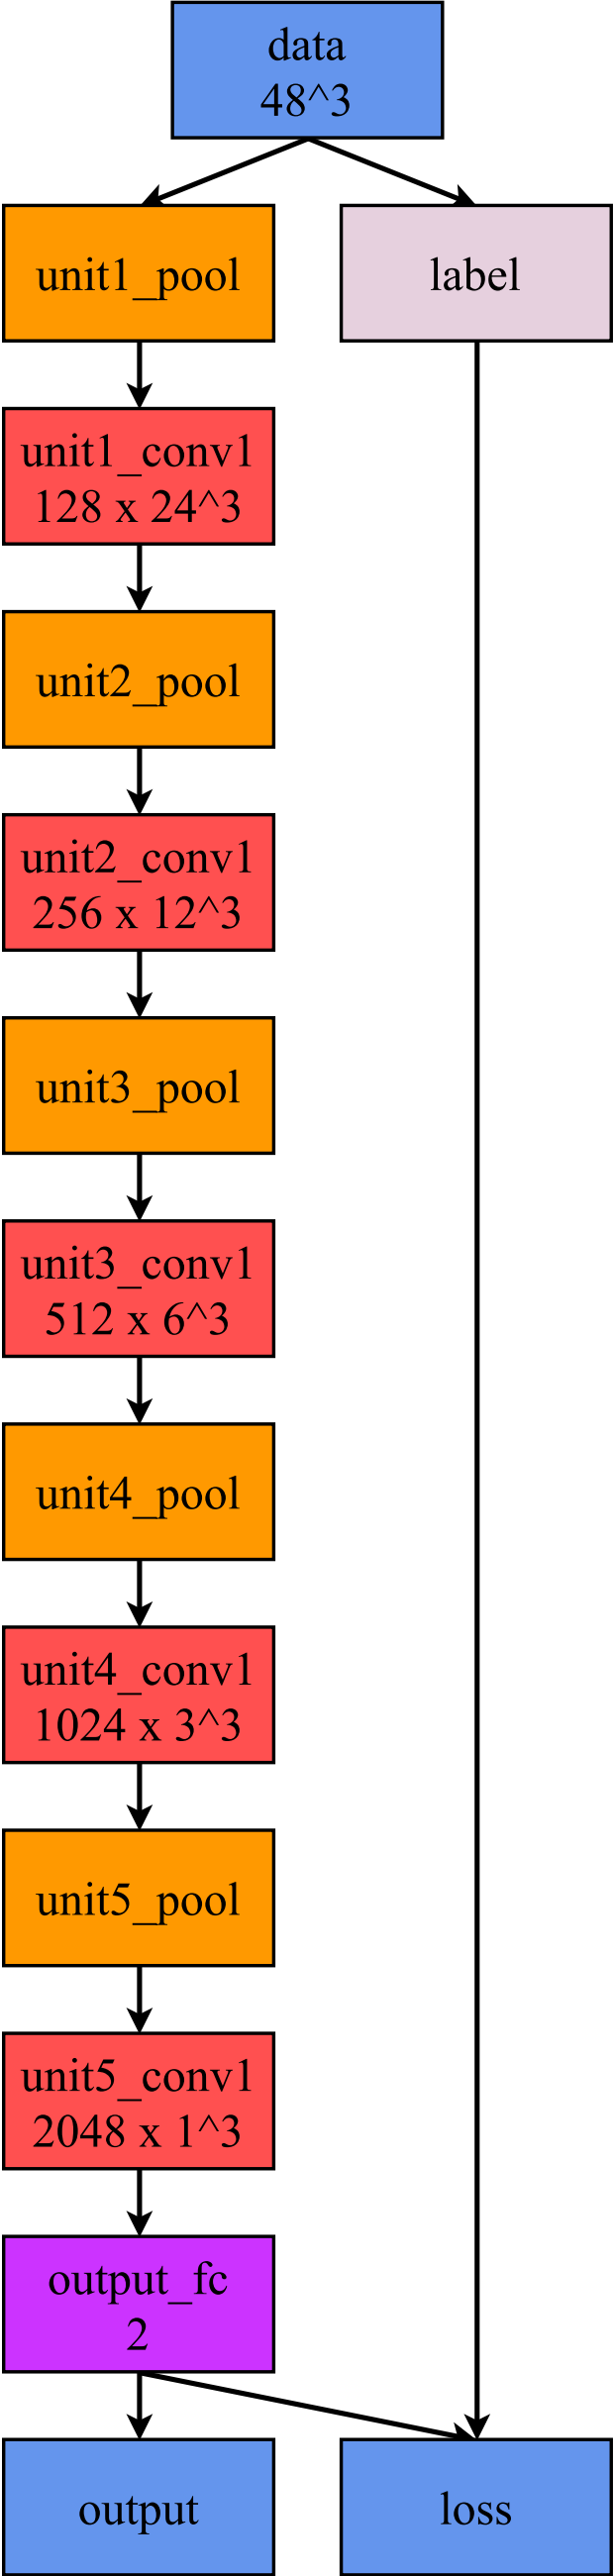 data
48^3
unit1_pool
label
unit1_conv1
128 x 24^3
unit2_pool
unit2_conv1
256 x 12^3
unit3_pool
unit3_conv1
512 x 6^3
unit4_pool
unit4_conv1
1024 x 3^3
unit5_pool
unit5_conv1
2048 x 1^3
output_fc
2
output
loss